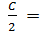 C/2 =